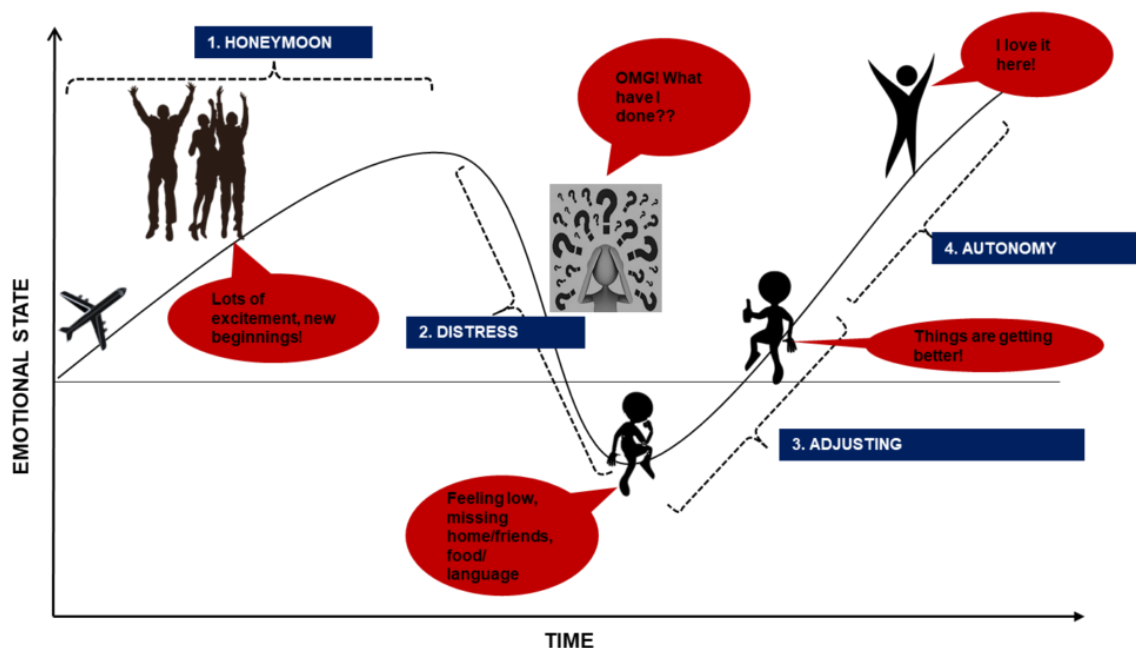 1. HONEYMOON
I love it
here!
OMG! What
have I
done??
4. AUTONOMY
Lots of
excitement, new
beginnings!
2. DISTRESS
Things are getting
better!
3. ADJUSTING
Feeling low,
missing
home/friends,
food/
language
EMOTIONAL STATE
TIME